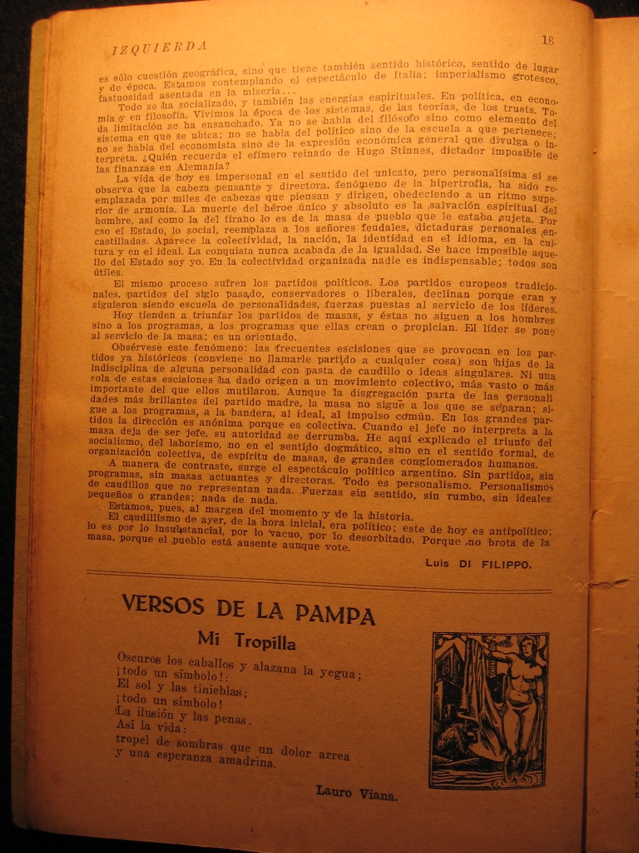 IZQUIERDA
18
es sólo cuestión geográfica, sino que tiene también sentido histórico, sentido de lugar
y de época. Estamos contemplando el espectáculo de Italia; imperialismo grotesco,
fastuosidad asentada en la miseria...
Todo se ha socializado, y también las energías espirituales. En política, en econo-
mía y en filosofía. Vivimos la época de los sistemas, de las teorías, de los trusts. To-
da limitación se ha ensanchado. Ya no se habla del filósofo sino como elemento del
sistema en que se ubica; no se habla del político sino de la escuela a que pertenece;
no se habla del economista sino de la expresión económica general que divulga o in-
terpreta. ¿Quién recuerda el efímero reinado de Hugo Stinnes, dictador imposible de
las finanzas en Alemania?
La vida de hoy es impersonal en el sentido del unicato, pero personalísima si se
observa que la cabeza pensante y directora, fenómeno de la hipertrofia, ha sido re-
emplazada por miles de cabezas que piensan y dirigen, obedeciendo a un ritmo supe-
rior de armonía. La muerte del héroe único y absoluto es la salvación espiritual del
hombre, así como la del tirano lo es de la masa de pueblo que le estaba sujeta. Por
eso el Estado, lo social, reemplaza a los señores feudales, dictaduras personales en-
castilladas. Aparece la colectividad, la nación, la identidad en el idioma, en la cul-
tura y en el ideal. La conquista nunca acabada de la igualdad. Se hace imposible aque-
llo del Estado soy yo. En la colectividad organizada nadie es indispensable; todos son
útiles.
El mismo proceso sufren los partidos políticos. Los partidos europeos tradicio-
nales, partidos del siglo pasado, conservadores o liberales, declinan porque eran y
siguieron siendo escuela de personalidades, fuerzas puestas al servicio de los líderes.
Hoy tienden a triunfar los partidos de masas, y éstas no siguen a los hombres
sino a los programas, a los programas que ellas crean o propician. El líder se pone
al servicio de la masa; es un orientado.
Obsérvese este fenómeno: las frecuentes escisiones que se provocan en los par-
tidos ya históricos (conviene no llamarle partido a cualquier cosa) son hijas de la
indisciplina de alguna personalidad con pasta de caudillo o ideas singulares. Ni una
sola de estas escisiones ha dado origen a un movimiento colectivo, más vasto o más
importante del que ellos mutilaron. Aunque la disgregación parta de las personali
dades más brillantes del partido madre, la masa no sigue a los que se separan; si-
gue a los programas, a la bandera, al ideal, al impulso común. En los grandes par-
tidos la dirección es anónima porque es colectiva. Cuando el jefe no interpreta a la
masa deja de ser jefe, su autoridad se derrumba. He aquí explicado el triunfo del
socialismo, del laborismo, no en el sentido dogmático, sino en el sentido formal, de
organización colectiva, de espíritu de masas, de grandes conglomerados humanos.
A manera de contraste, surge el espectáculo político argentino. Sin partidos, sin
programas, sin masas actuantes y directoras. Todo es personalismo. Personalismos
de caudillos que no representan nada. Fuerzas sin sentido, sin rumbo, sin ideales
pequeños o grandes; nada de nada.
Estamos, pues, al margen del momento y de la historia.
El caudillismo de ayer, de la hora inicial, era político; este de hoy es antipolítico;
lo es por lo insubstancial, por lo vacuo, por lo desorbitado. Porque no brota de la
masa, porque el pueblo está ausente aunque vote.
Luis DI FILIPPO.
VERSOS DE LA PAMPA
Mi Tropilla
Oscuros los caballos y alazana la yegua;
¡todo un símbolo!:
El sol y las tinieblas;
¡todo un símbolo!
La ilusión y las penas.
Así la vida:
tropel de sombras que un dolor arrea
y una esperanza amadrina.
Lauro Viana.